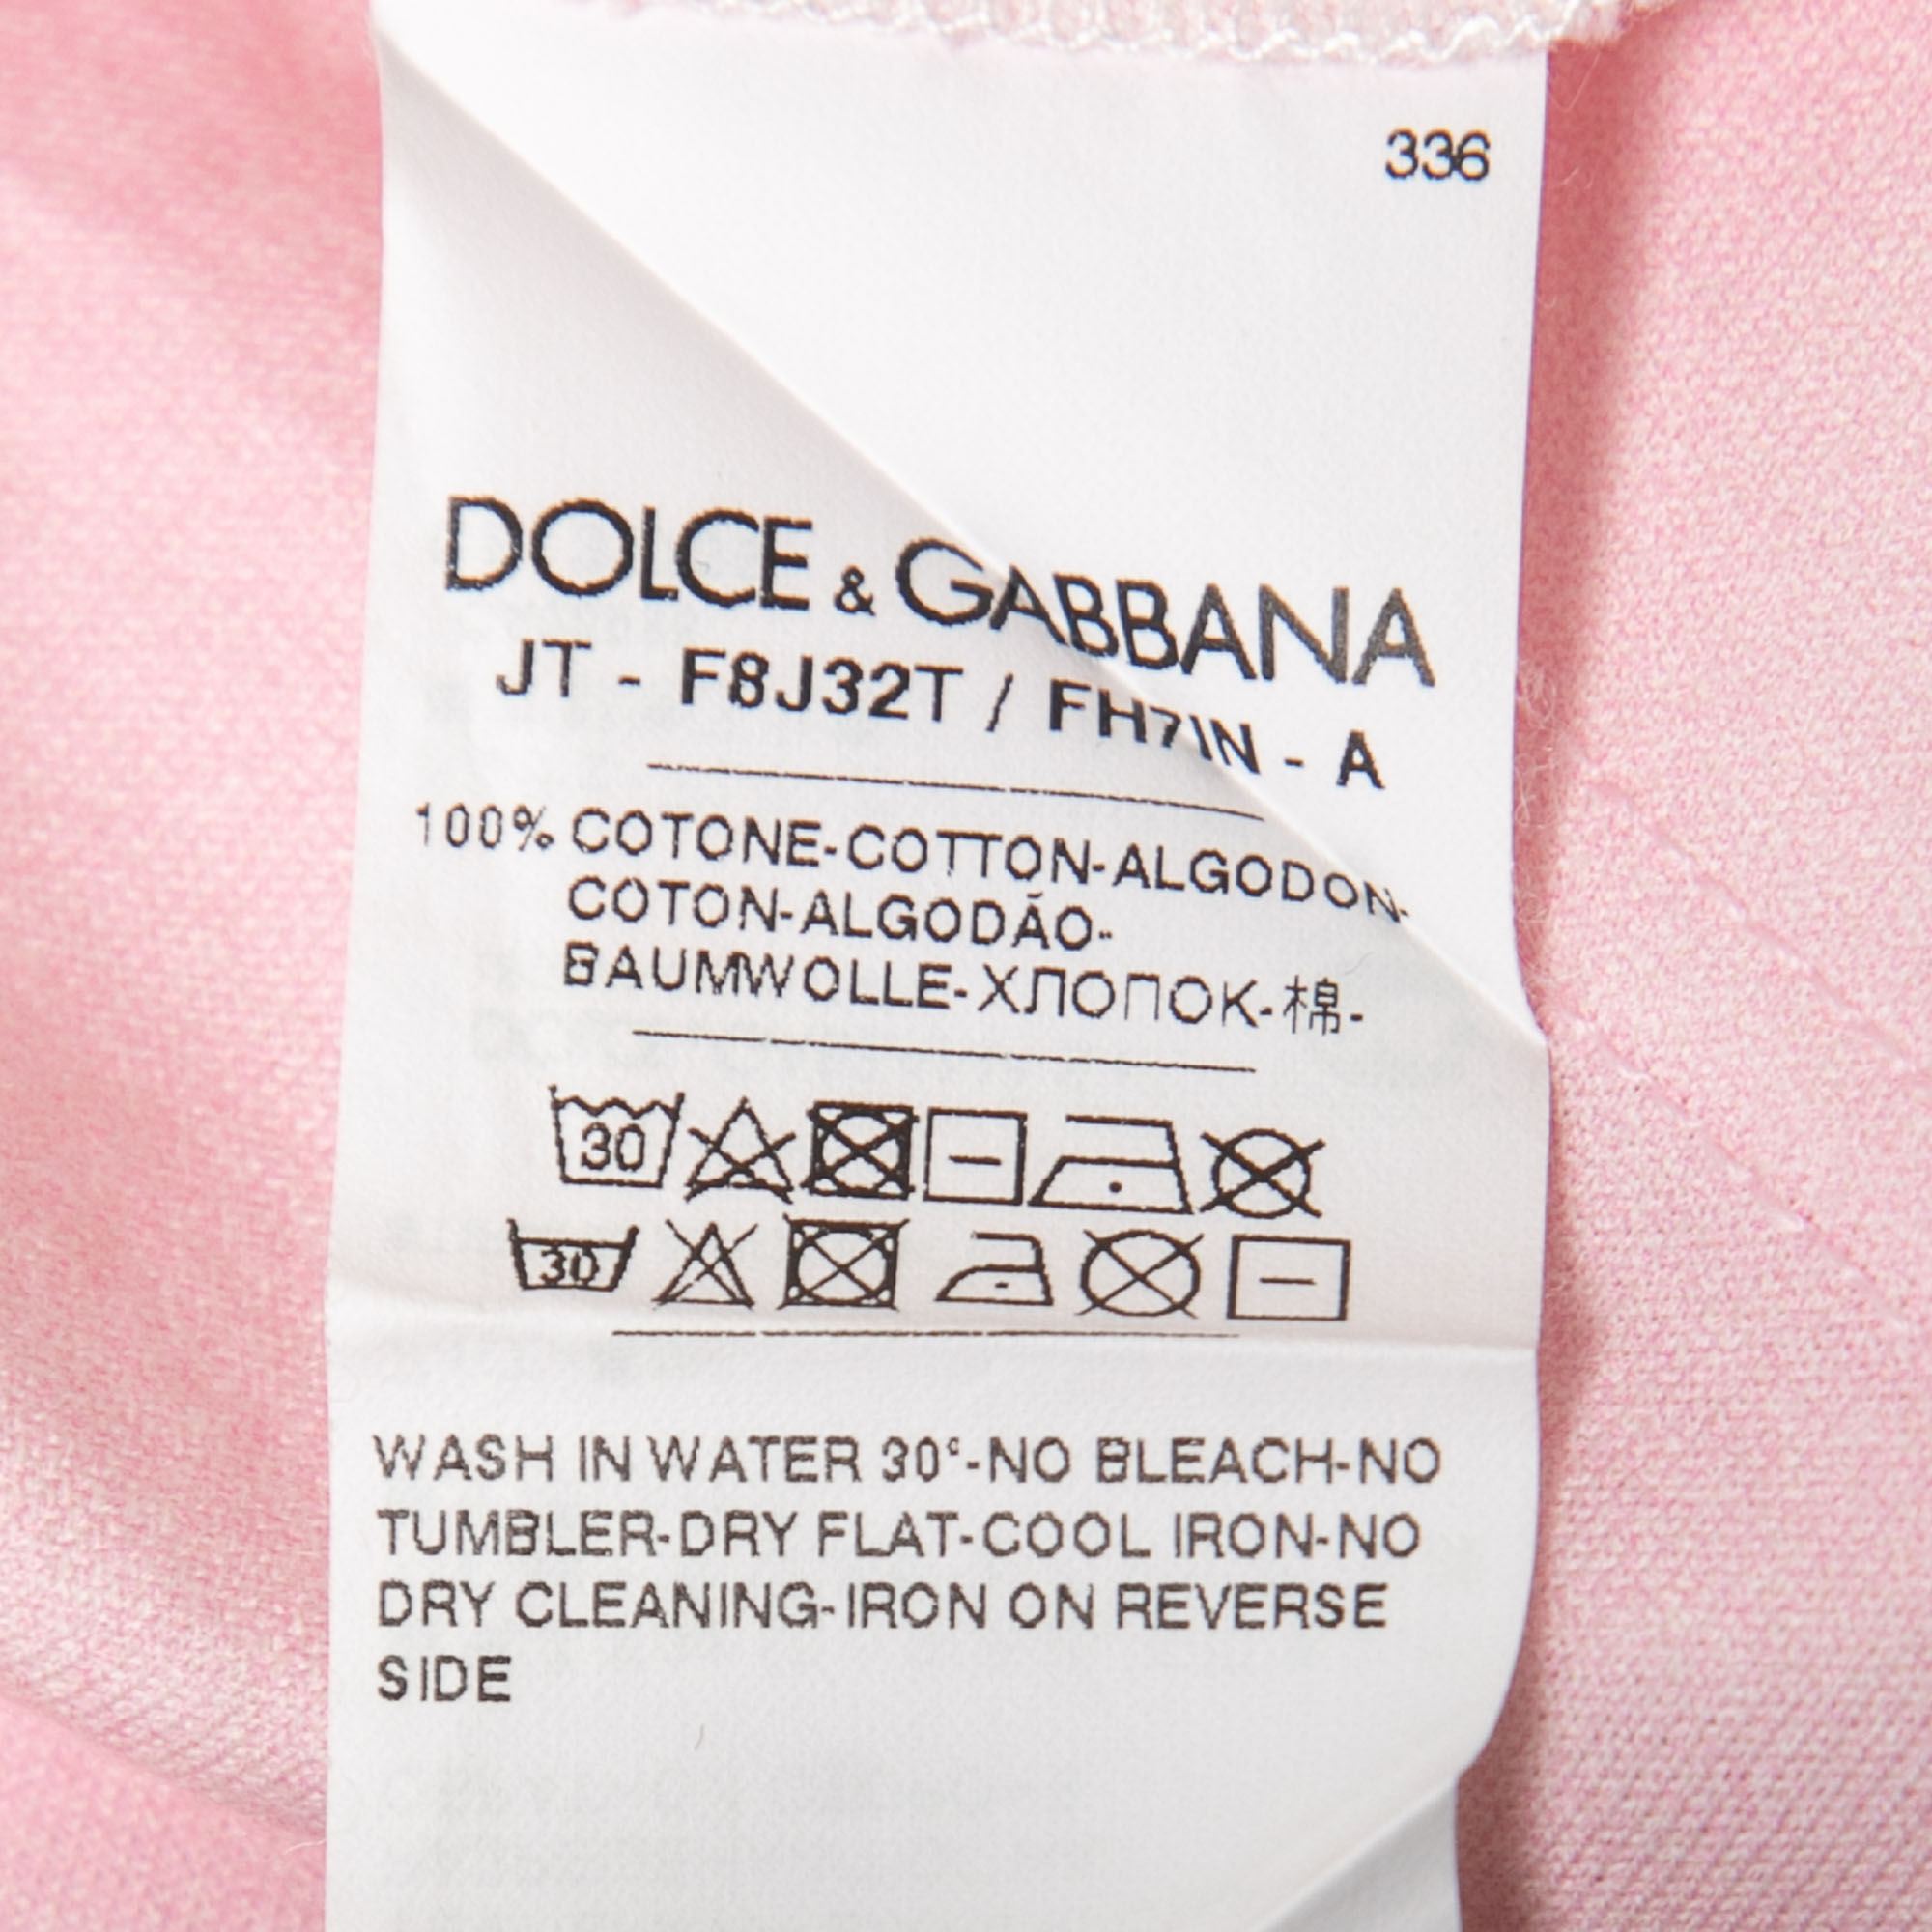 336
DOLCE & GABBANA
JT - F8J32T / FH7IN - A
100% COTONE-COTTON-ALGODON-
COTON-ALGODÃO-
BAUMWOLLE-ХЛОПОК-棉-
30
30
WASH IN WATER 30°-NO BLEACH-NO
TUMBLER-DRY FLAT-COOL IRON-NO
DRY CLEANING-IRON ON REVERSE
SIDE